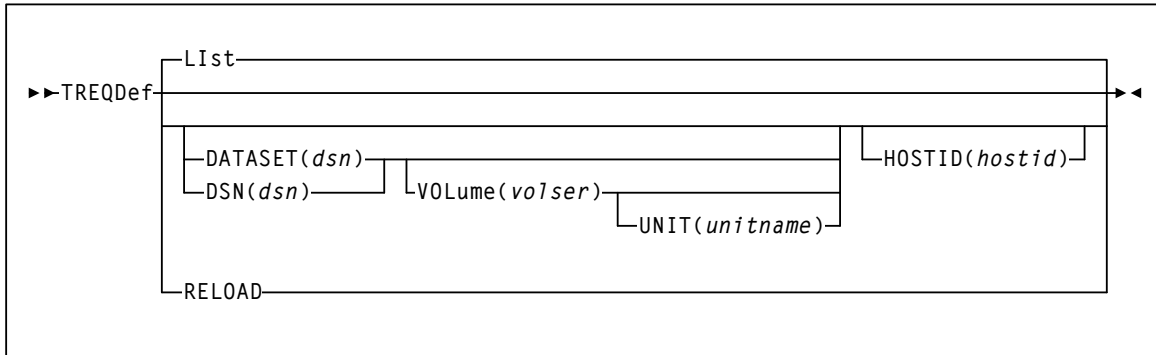 LIst
TREQDef
DATASET(dsn) HOSTID(hostid)
DSN(dsn) VOLume(volser)
UNIT(unitname)
RELOAD